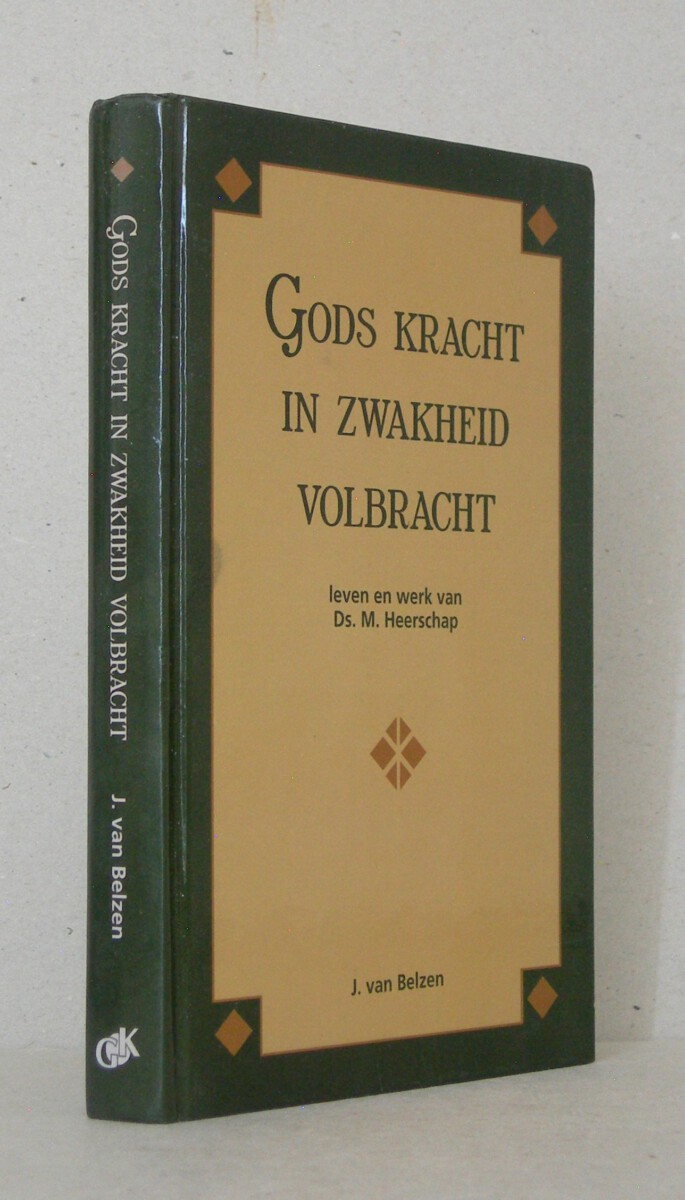 GODS KRACHT IN ZWAKHEID VOLBRACHT
J. van Belzen
GK
GODS KRACHT
IN ZWAKHEID
VOLBRACHT
leven en werk van
Ds. M. Heerschap
J. van Belzen